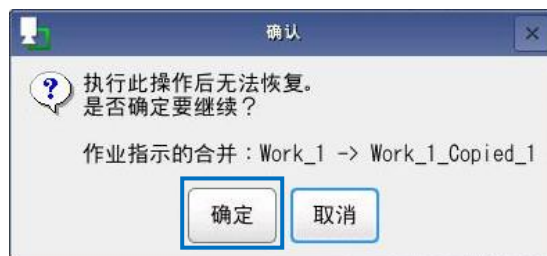 确认
执行此操作后无法恢复。
是否确定要继续？
作业指示的合并：Work_1 -> Work_1_Copied_1
确定
取消